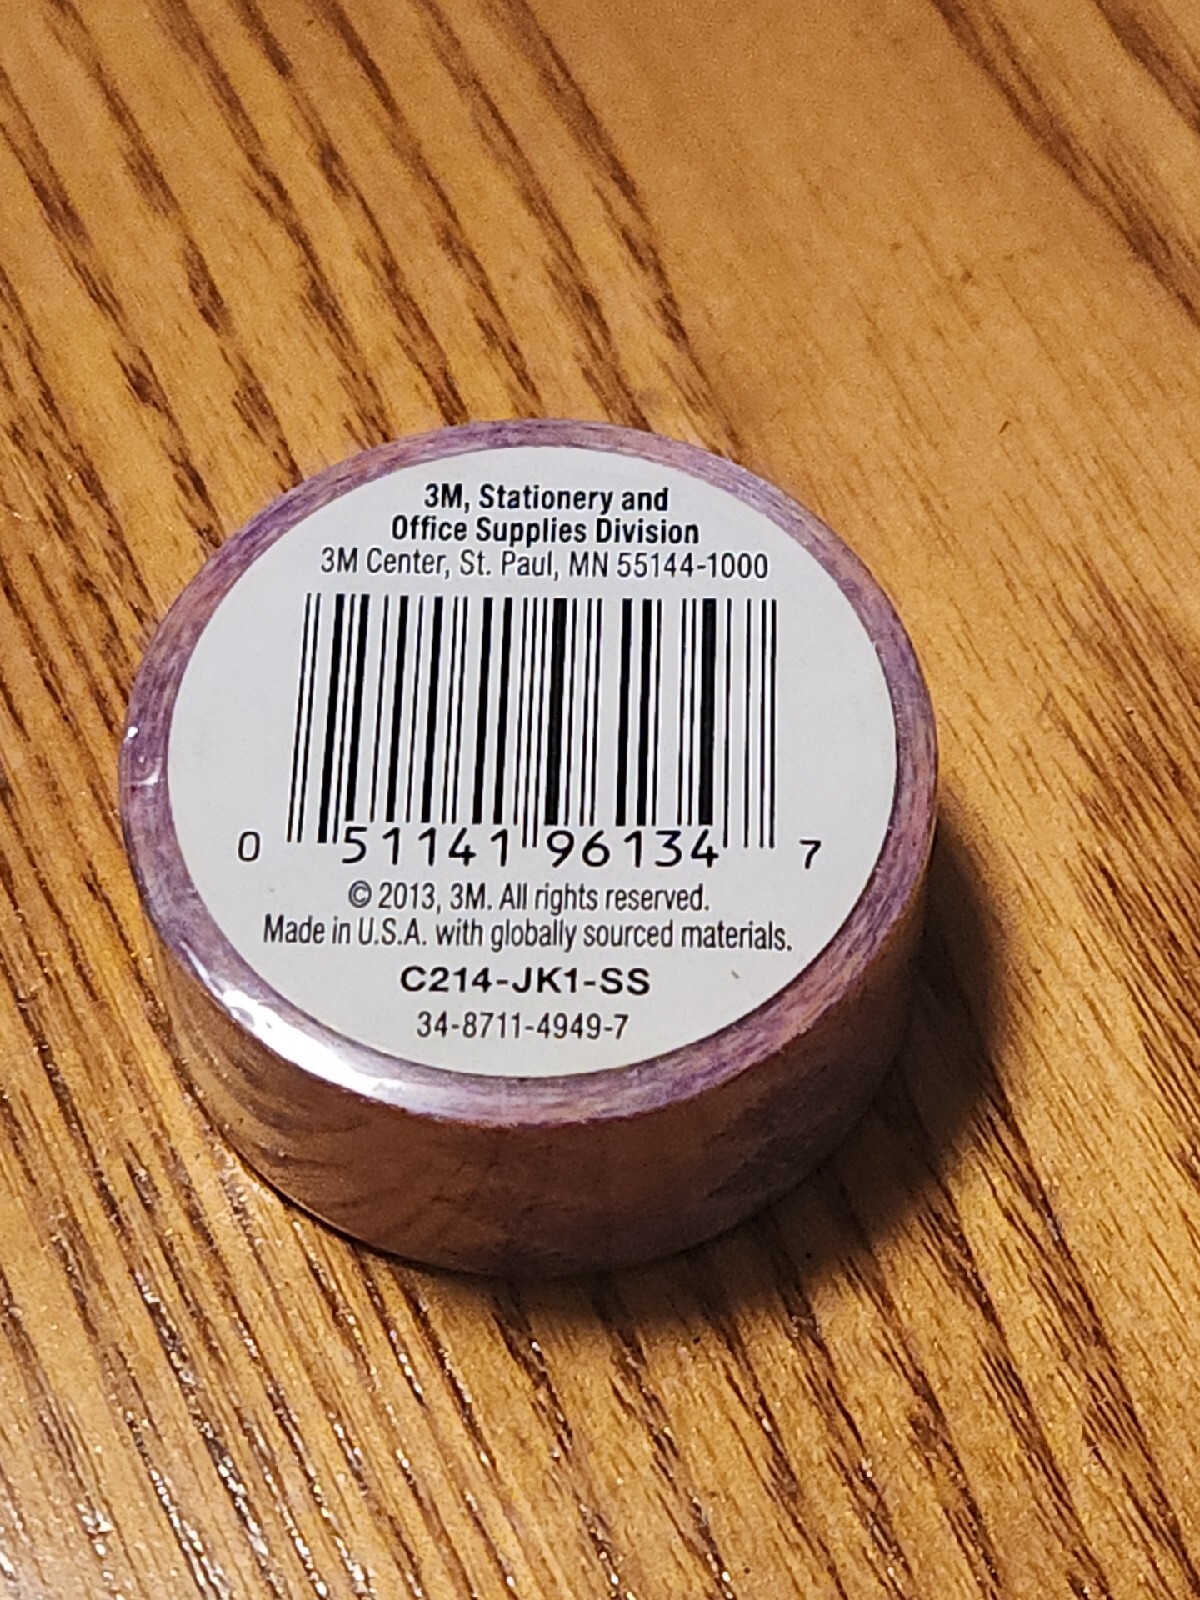 3M, Stationery and
Office Supplies Division
3M Center, St. Paul, MN 55144-1000
0 51141 96134 7
© 2013, 3M. All rights reserved.
Made in U.S.A. with globally sourced materials.
C214-JK1-SS
34-8711-4949-7